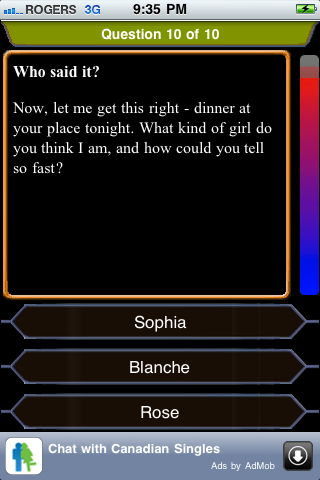 ROGERS 3G 9:35 PM
Question 10 of 10
Who said it?
Now, let me get this right - dinner at
your place tonight. What kind of girl do
you think I am, and how could you tell
so fast?
Sophia
Blanche
Rose
Chat with Canadian Singles
Ads by AdMob